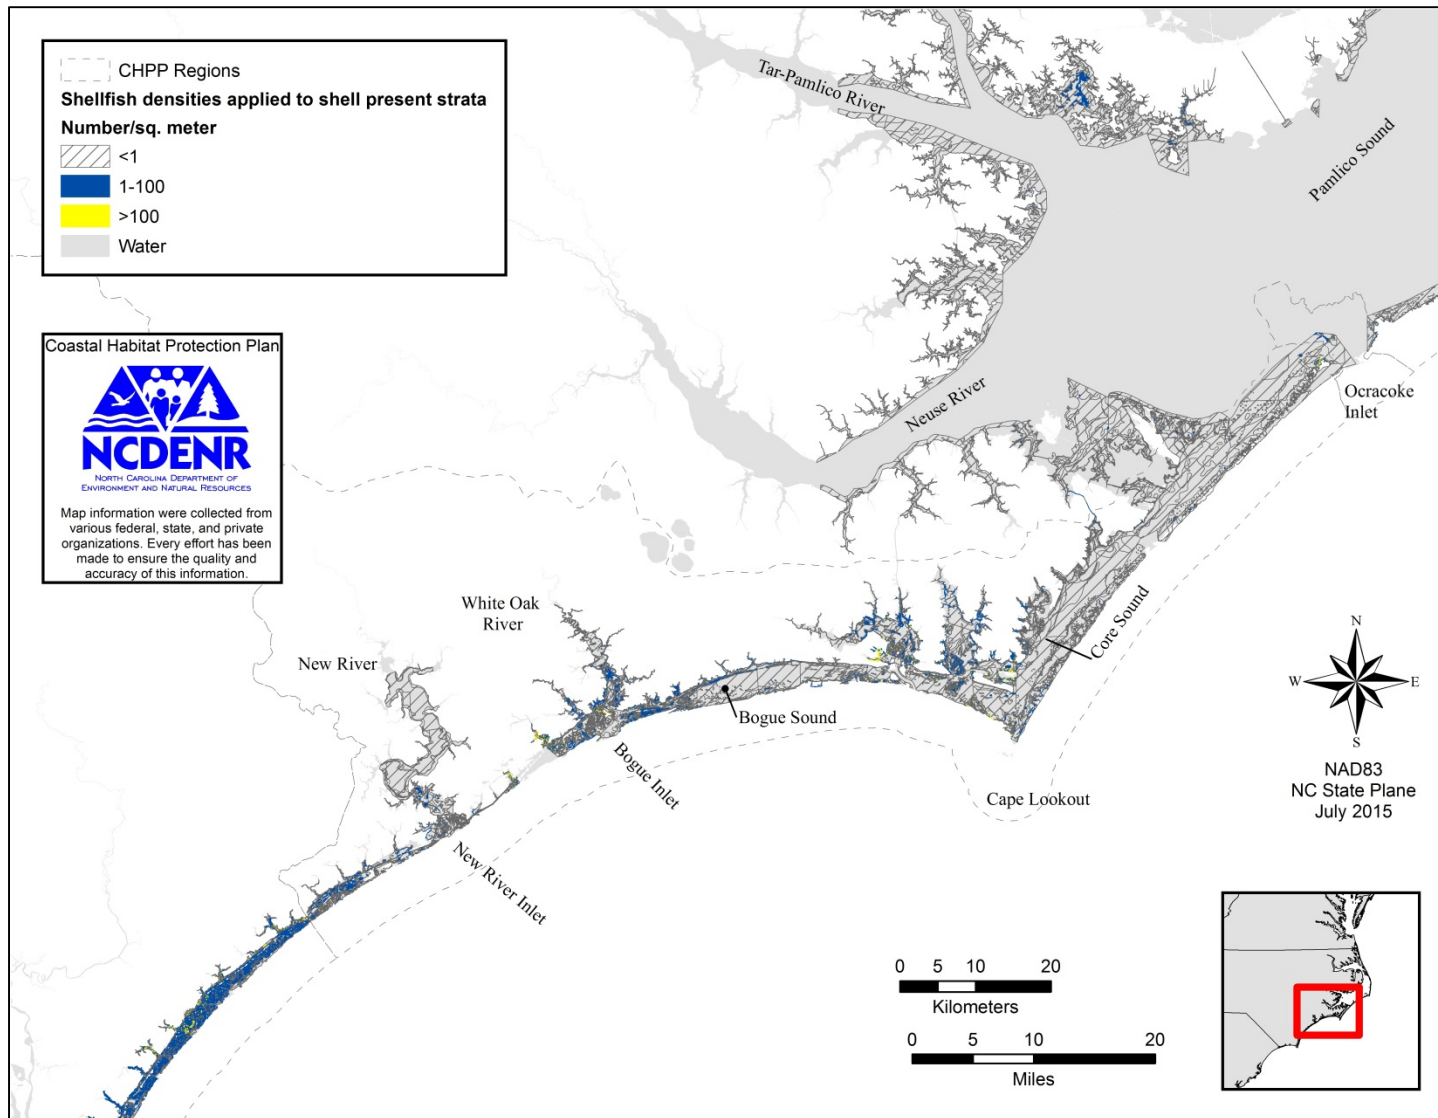 CHPP Regions
Shellfish densities applied to shell present strata
Number/sq. meter
<1
1-100
>100
Water
Coastal Habitat Protection Plan
NCDENR
NORTH CAROLINA DEPARTMENT OF
ENVIRONMENT AND NATURAL RESOURCES
Map information were collected from
various federal, state, and private
organizations. Every effort has been
made to ensure the quality and
accuracy of this information.
Tar-Pamlico River
Pamlico Sound
Neuse River
Ocracoke
Inlet
White Oak
River
New River
Core Sound
Bogue Sound
Bogue Inlet
Cape Lookout
New River Inlet
N
W
E
S
NAD83
NC State Plane
July 2015
0 5 10 20
Kilometers
0 5 10 20
Miles